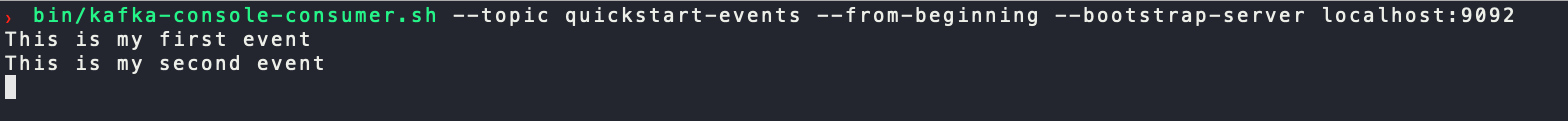 › bin/kafka-console-consumer.sh --topic quickstart-events --from-beginning --bootstrap-server localhost:9092
This is my first event
This is my second event